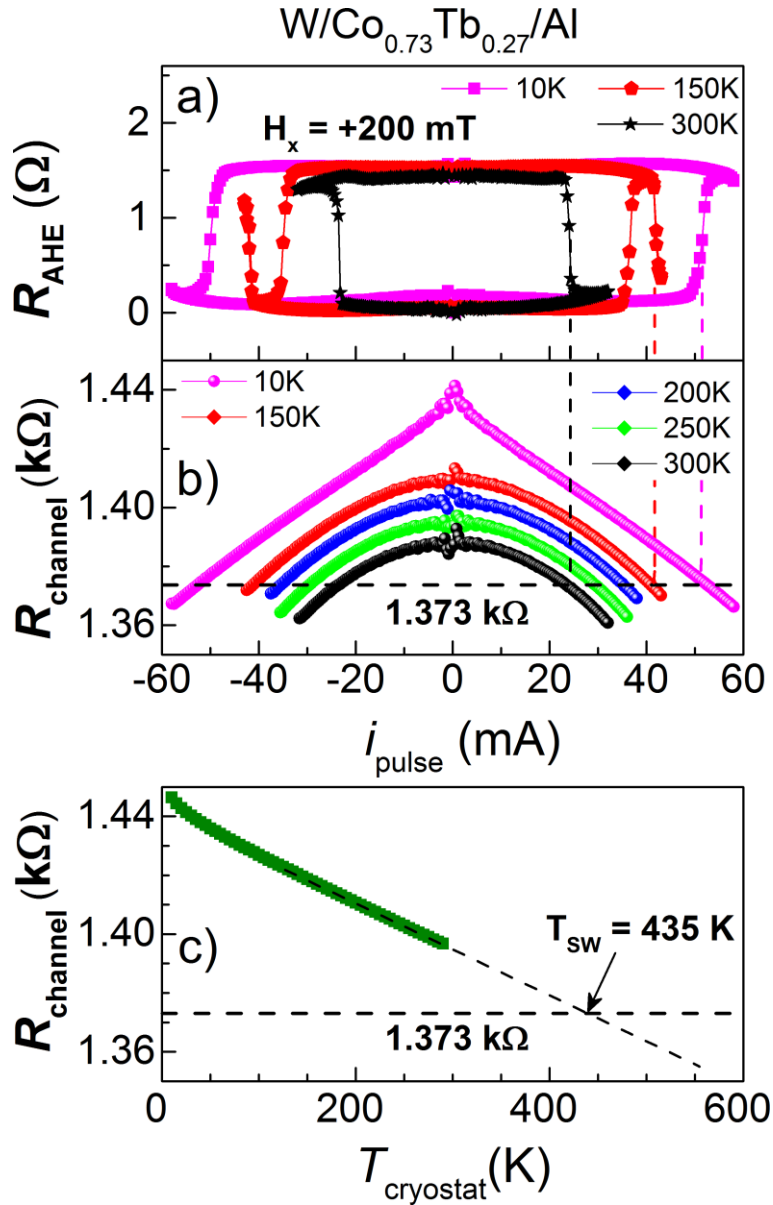 W/Co0.73Tb0.27/Al
a)
10K
150K
300K
Hx = +200 mT
2
1
0
RAHE (Ω)
10K
150K
200K
250K
300K
b)
1.44
1.40
1.36
Rchannel (kΩ)
1.373 kΩ
-60 -40 -20 0 20 40 60
ipulse (mA)
1.44
1.40
1.36
Rchannel (kΩ)
c)
TSW = 435 K
1.373 kΩ
0 200 400 600
Tcryostat(K)